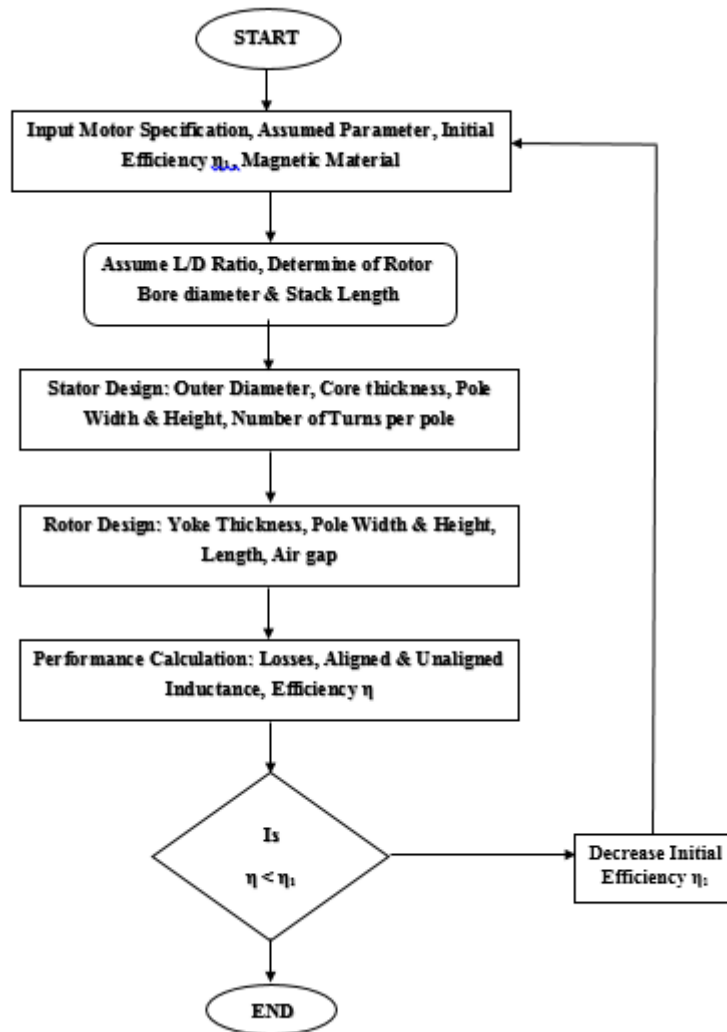 START
Input Motor Specification, Assumed Parameter, Initial
Efficiency η₁, Magnetic Material
Assume L/D Ratio, Determine of Rotor
Bore diameter & Stack Length
Stator Design: Outer Diameter, Core thickness, Pole
Width & Height, Number of Turns per pole
Rotor Design: Yoke Thickness, Pole Width & Height,
Length, Air gap
Performance Calculation: Losses, Aligned & Unaligned
Inductance, Efficiency η
Is
η < η₁
Decrease Initial
Efficiency η₁
END